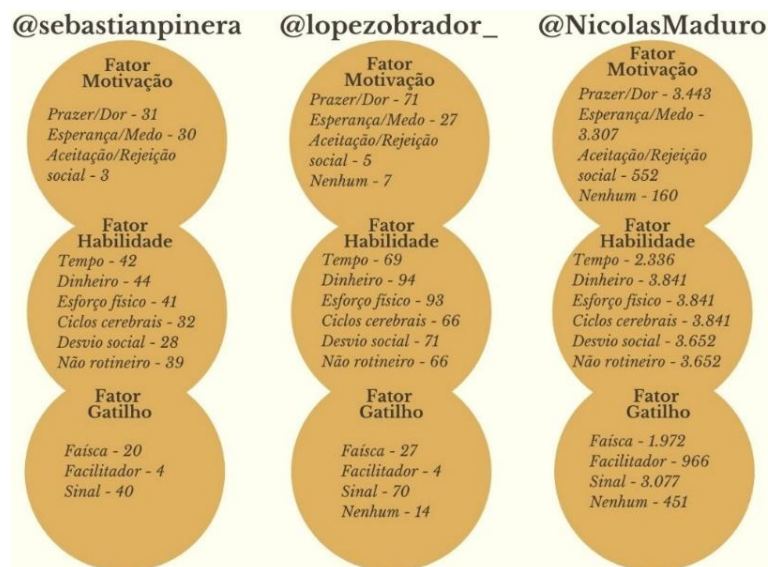 @sebastianpinera
Fator
Motivação
Prazer/Dor - 31
Esperança/Medo - 30
Aceitação/Rejeição
social - 3
Fator
Habilidade
Tempo - 42
Dinheiro - 44
Esforço físico - 41
Ciclos cerebrais - 32
Desvio social - 28
Não rotineiro - 39
Fator
Gatilho
Faísca - 20
Facilitador - 4
Sinal - 40
@lopezobrador_
Fator
Motivação
Prazer/Dor - 71
Esperança/Medo - 27
Aceitação/Rejeição
social - 5
Nenhum - 7
Fator
Habilidade
Tempo - 69
Dinheiro - 94
Esforço físico - 93
Ciclos cerebrais - 66
Desvio social - 71
Não rotineiro - 66
Fator
Gatilho
Faísca - 27
Facilitador - 4
Sinal - 70
Nenhum - 14
@NicolasMaduro
Fator
Motivação
Prazer/Dor - 3.443
Esperança/Medo -
3.307
Aceitação/Rejeição
social - 552
Nenhum - 160
Fator
Habilidade
Tempo - 2.336
Dinheiro - 3.841
Esforço físico - 3.841
Ciclos cerebrais - 3.841
Desvio social - 3.652
Não rotineiro - 3.652
Fator
Gatilho
Faísca - 1.972
Facilitador - 966
Sinal - 3.077
Nenhum - 451